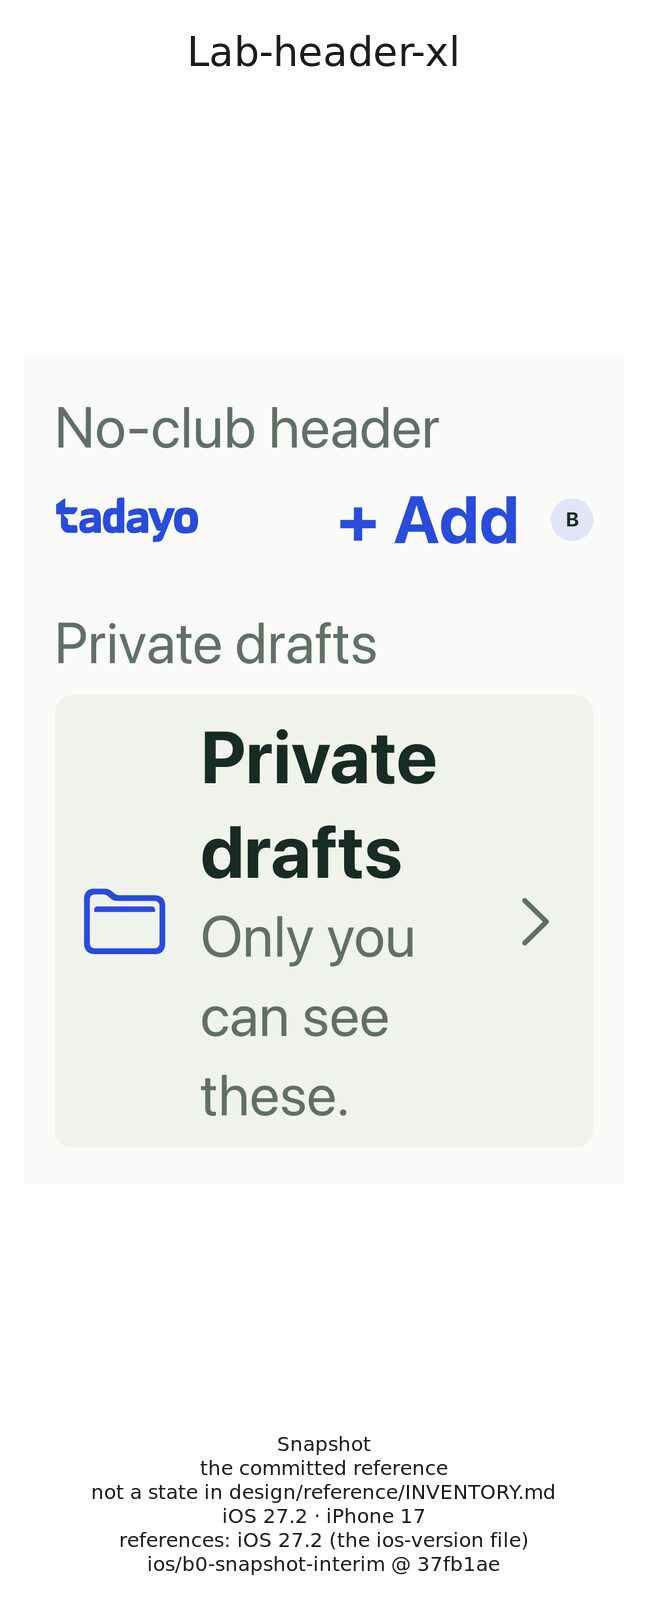 Lab-header-xl
No-club header
tadayo
+ Add
B
Private drafts
Private
drafts
Only you
can see
these.
Snapshot
the committed reference
not a state in design/reference/INVENTORY.md
iOS 27.2 · iPhone 17
references: iOS 27.2 (the ios-version file)
ios/b0-snapshot-interim @ 37fb1ae